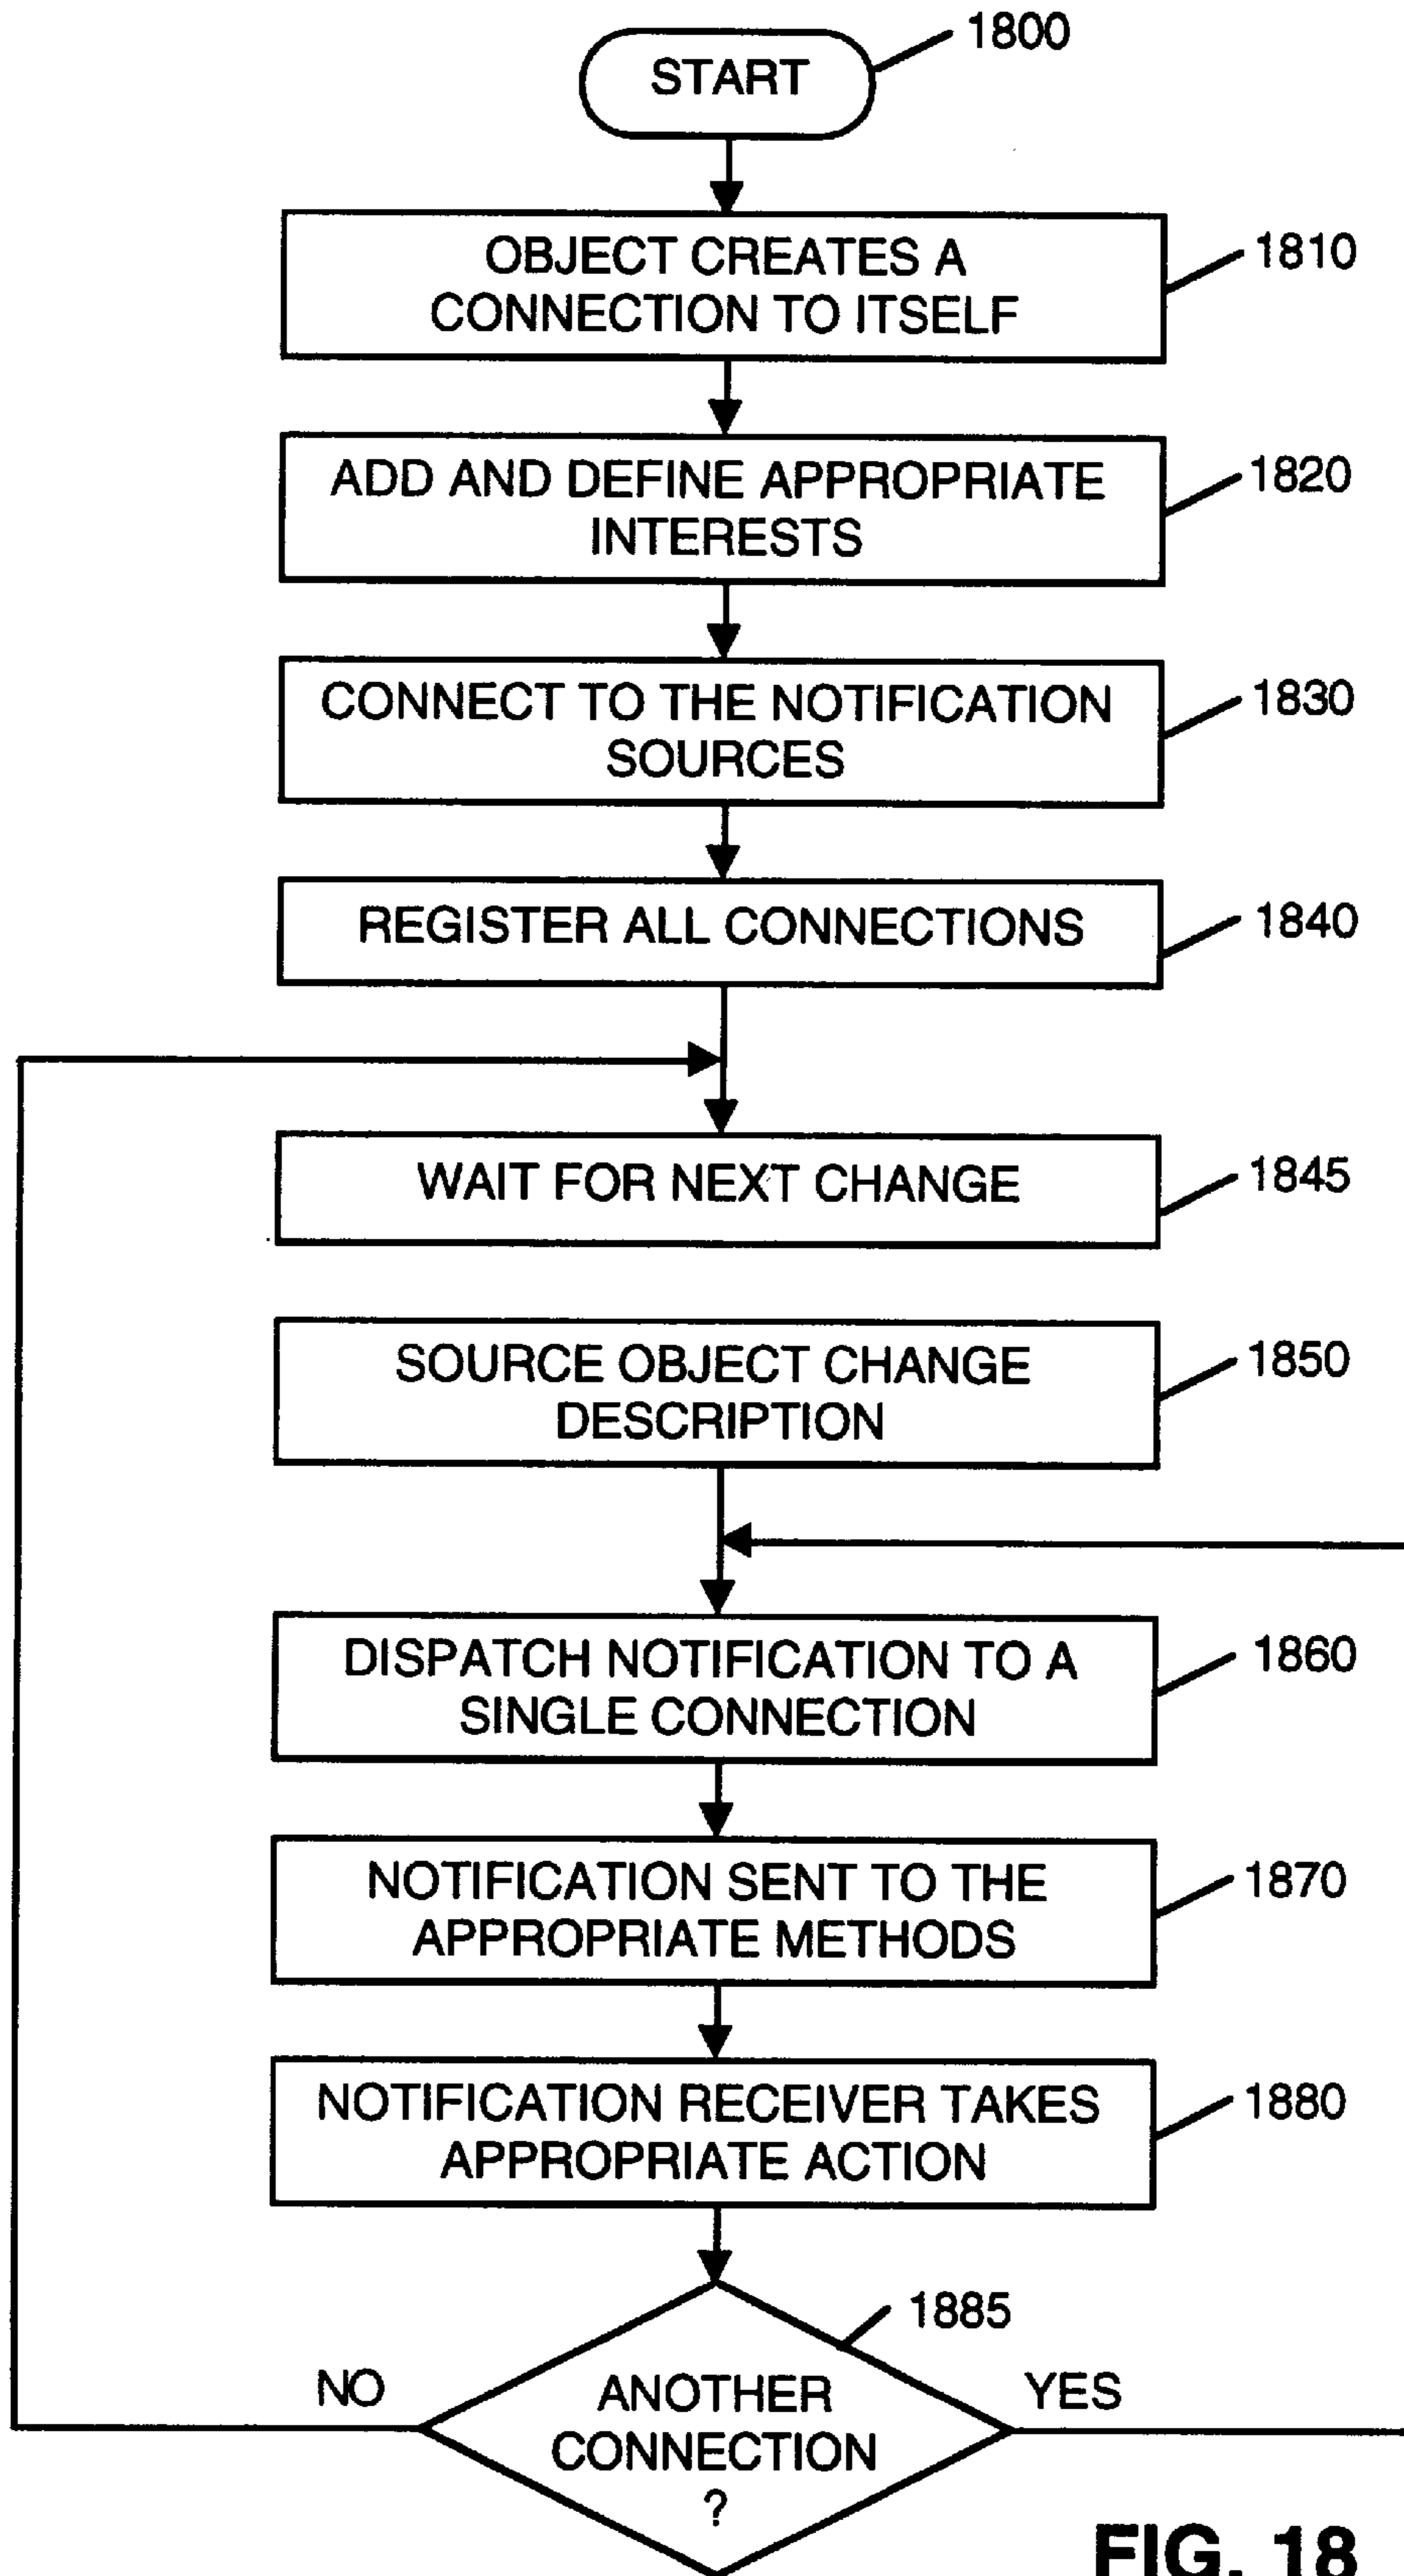 START
1800
OBJECT CREATES A
CONNECTION TO ITSELF
1810
ADD AND DEFINE APPROPRIATE
INTERESTS
1820
CONNECT TO THE NOTIFICATION
SOURCES
1830
REGISTER ALL CONNECTIONS
1840
WAIT FOR NEXT CHANGE
1845
SOURCE OBJECT CHANGE
DESCRIPTION
1850
DISPATCH NOTIFICATION TO A
SINGLE CONNECTION
1860
NOTIFICATION SENT TO THE
APPROPRIATE METHODS
1870
NOTIFICATION RECEIVER TAKES
APPROPRIATE ACTION
1880
1885
NO
ANOTHER
CONNECTION
?
YES
FIG. 18